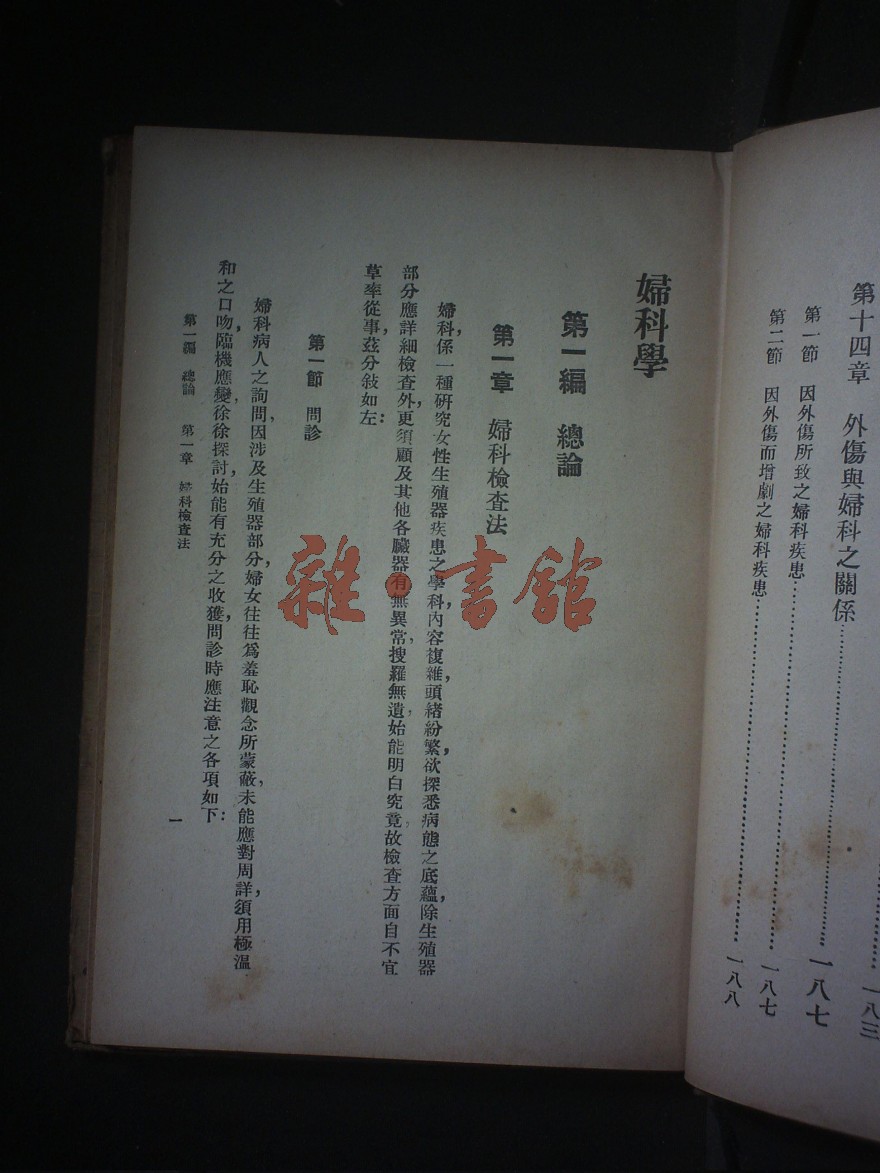 第十四章　外傷與婦科之關係……一八三
第一節　因外傷所致之婦科疾患……一八七
第二節　因外傷而增劇之婦科疾患……一八七
一八八
婦科學
第一編　總論
第一章　婦科檢查法
婦科，係一種研究女性生殖器疾患之學科，內容復雜，頭緒紛繁，欲探悉病態之底蘊，除生殖器
部分應詳細檢查外，更須顧及其他各臟器有無異常，搜羅無遺，始能明白究竟，故檢查方面自不宜
草率從事，茲分敍如左：
第一節　問診
婦科病人之詢問，因涉及生殖器部分，婦女往往爲羞恥觀念所蒙蔽，未能應對周詳，須用極溫
和之口吻，臨機應變，徐徐探討，始能有充分之收獲，問診時應注意之各項如下：
第一編　總論　第一章　婦科檢查法
一
雜·書館